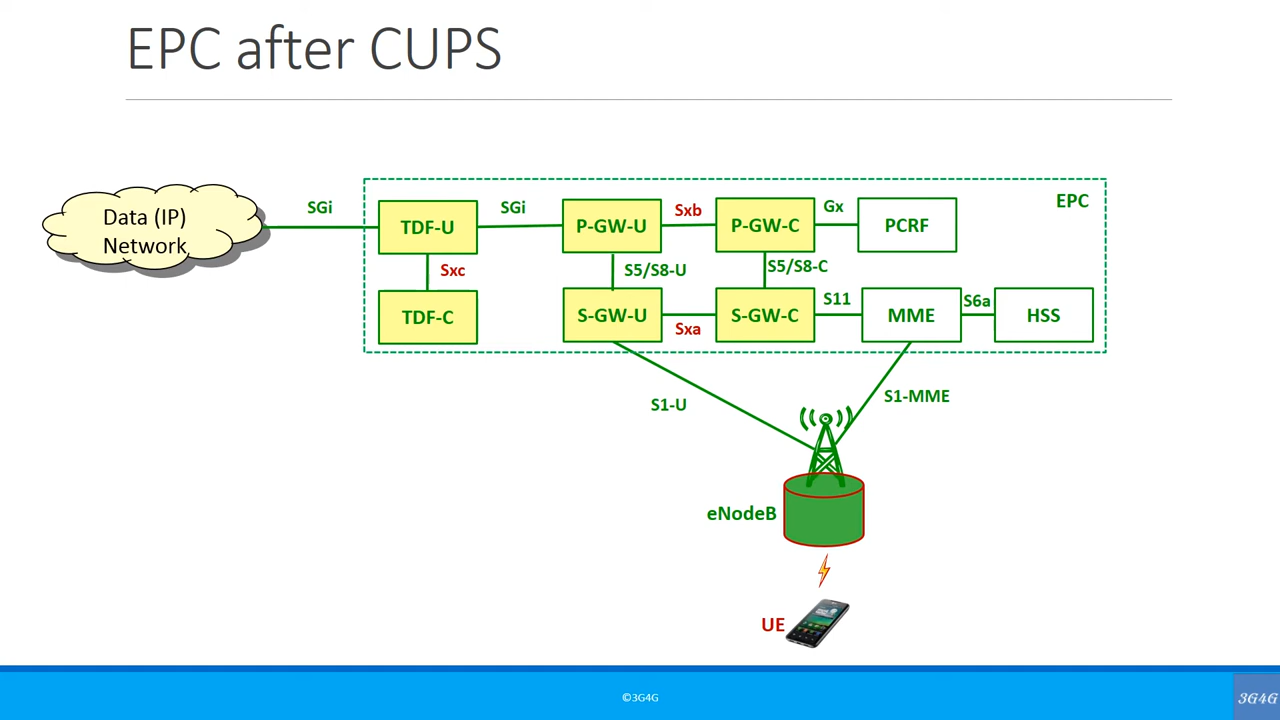 EPC after CUPS
EPC
Data (IP)
Network
SGi
TDF-U
SGi
P-GW-U
Sxb
P-GW-C
Gx
PCRF
Sxc
S5/S8-U
S5/S8-C
TDF-C
S-GW-U
Sxa
S-GW-C
S11
MME
S6a
HSS
S1-U
S1-MME
eNodeB
UE
©3G4G
3G4G